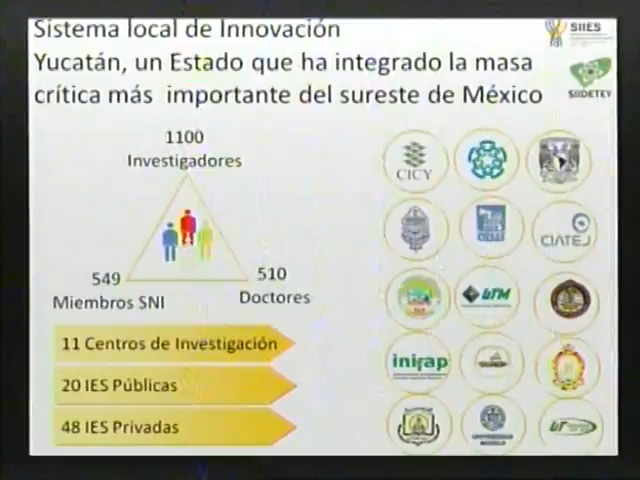 Sistema local de Innovación
Yucatán, un Estado que ha integrado la masa
crítica más importante del sureste de México
SIIES
SIIDETEY
1100
Investigadores
549
Miembros SNI
510
Doctores
11 Centros de Investigación
20 IES Públicas
48 IES Privadas
CICY
CIATEJ
UTM
inifap